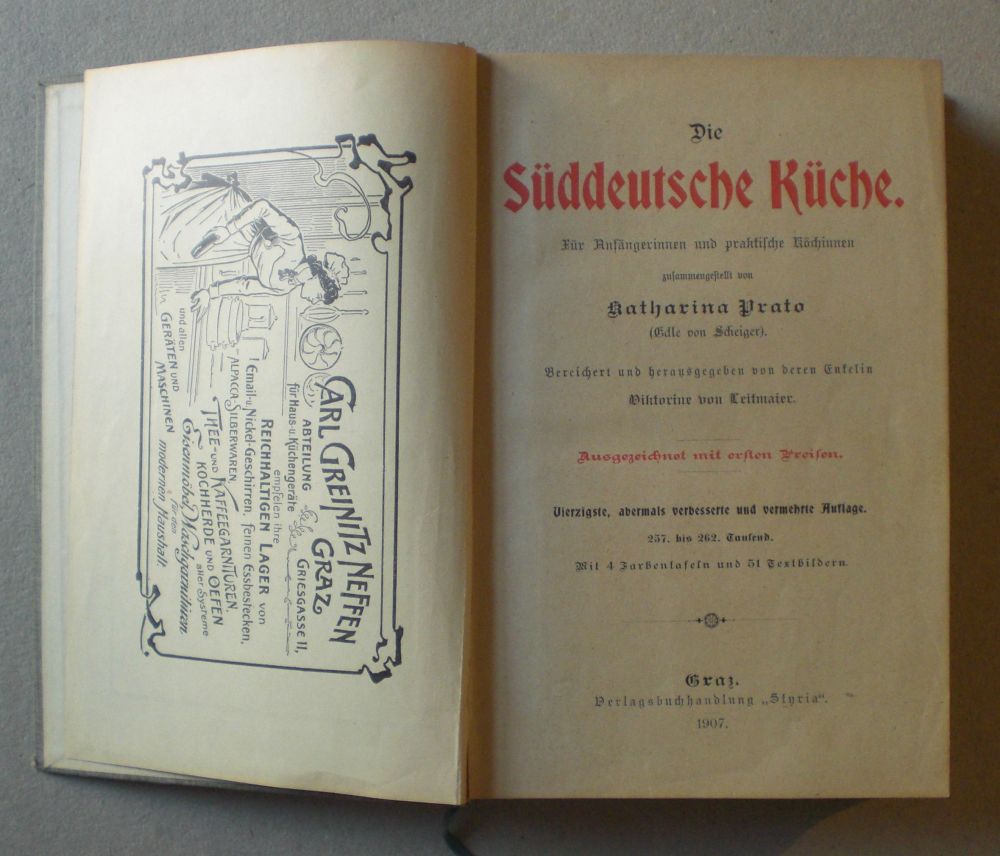 CARL GREINITZ NEFFEN
GRAZ
ABTEILUNG
für Haus- u. Küchengeräte
GRIESGASSE 11,
empfelen ihre
REICHHALTIGEN LAGER von
Email- u. Nickel-Geschirren, feinen Essbestecken,
ALPACCA-SILBERWAREN,
THEE- UND KAFFEEGARNITUREN,
KOCHHERDE UND OEFEN
aller Systeme
Eisenmöbel, Waschgarnituren
und allen GERÄTEN UND MASCHINEN
für den
modernen Haushalt
Die
Süddeutsche Küche.
Für Anfängerinnen und praktische Köchinnen
zusammengestellt von
Katharina Prato
(Edle von Scheiger).
Bereichert und herausgegeben von deren Enkelin
Viktorine von Leitmaier.
Ausgezeichnet mit ersten Preisen.
Vierzigste, abermals verbesserte und vermehrte Auflage.
257. bis 262. Tausend.
Mit 4 Farbentafeln und 51 Textbildern.
Graz.
Verlagsbuchhandlung „Styria“.
1907.